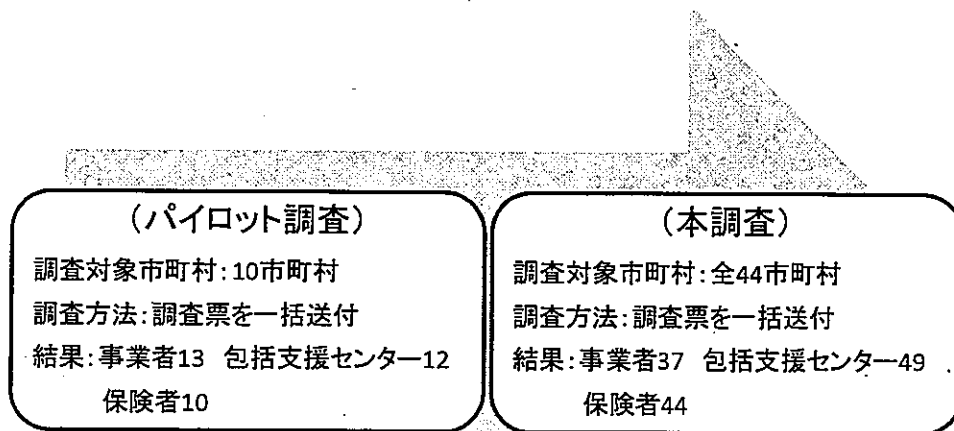 （パイロット調査）
調査対象市町村：10市町村
調査方法：調査票を一括送付
結果：事業者13　包括支援センター12
保険者10
（本調査）
調査対象市町村：全44市町村
調査方法：調査票を一括送付
結果：事業者37　包括支援センター49
保険者44